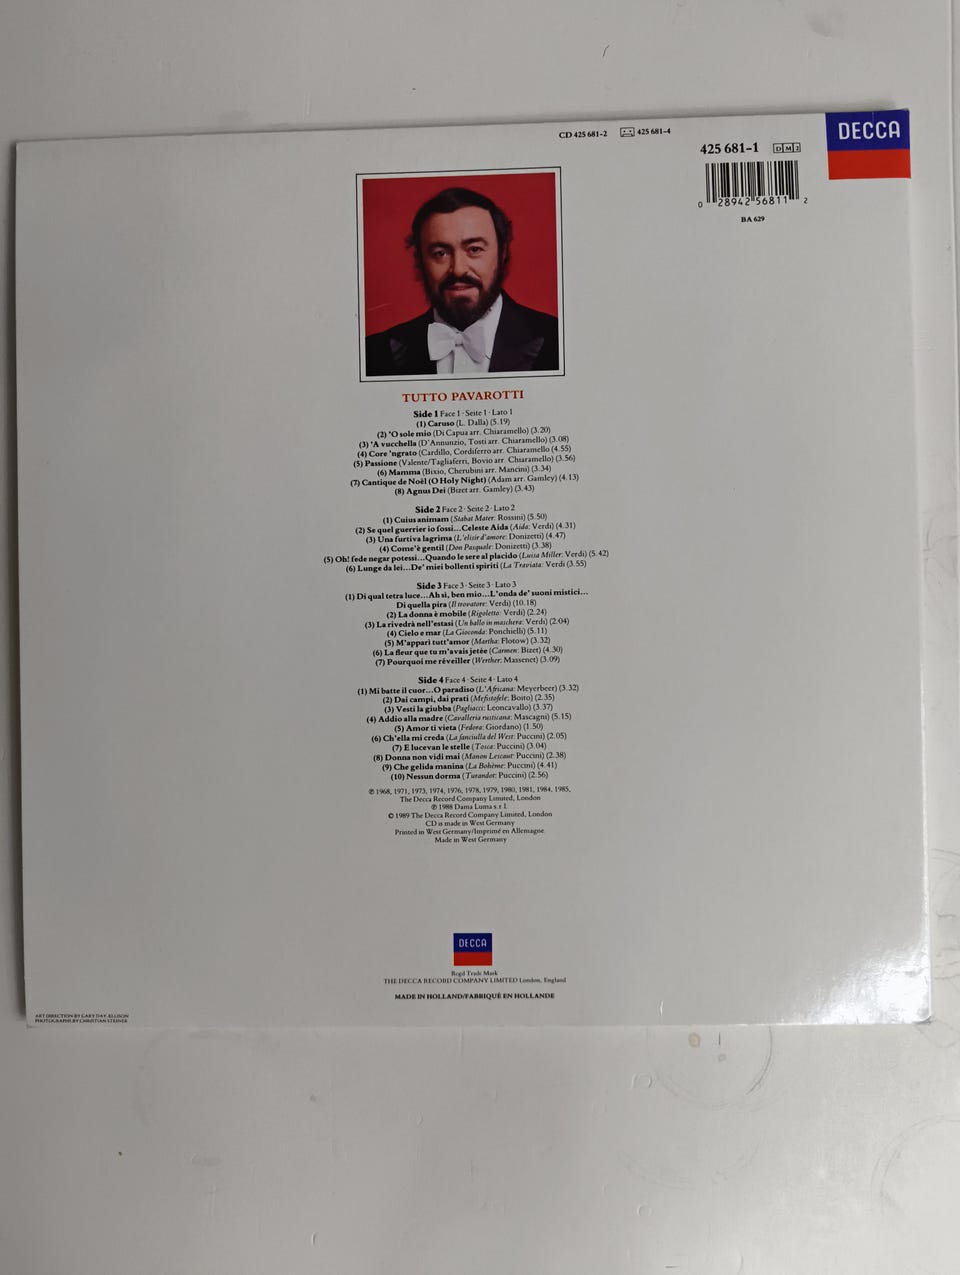 CD 425 681-2 425 681-4
425 681-1 DM2
DECCA
0 28942 56811 2
BA 629
TUTTO PAVAROTTI
Side 1 Face 1 · Seite 1 · Lato 1
(1) Caruso (L. Dalla) (5.19)
(2) 'O sole mio (Di Capua arr. Chiaramello) (3.20)
(3) 'A vucchella (D'Annunzio, Tosti arr. Chiaramello) (3.08)
(4) Core 'ngrato (Cardillo, Cordiferro arr. Chiaramello (4.55)
(5) Passione (Valente/Tagliaferri, Bovio arr. Chiaramello) (3.56)
(6) Mamma (Bixio, Cherubini arr. Mancini) (3.34)
(7) Cantique de Noël (O Holy Night) (Adam arr. Gamley) (4.13)
(8) Agnus Dei (Bizet arr. Gamley) (3.43)
Side 2 Face 2 · Seite 2 · Lato 2
(1) Cuius animam (Stabat Mater: Rossini) (5.50)
(2) Se quel guerrier io fossi...Celeste Aida (Aida: Verdi) (4.31)
(3) Una furtiva lagrima (L'elisir d'amore: Donizetti) (4.47)
(4) Come'è gentil (Don Pasquale: Donizetti) (3.38)
(5) Oh! fede negar potessi...Quando le sere al placido (Luisa Miller: Verdi) (5.42)
(6) Lunge da lei...De' miei bollenti spiriti (La Traviata: Verdi (3.55)
Side 3 Face 3 · Seite 3 · Lato 3
(1) Di qual tetra luce...Ah sì, ben mio...L'onda de' suoni mistici...
Di quella pira (Il trovatore: Verdi) (10.18)
(2) La donna è mobile (Rigoletto: Verdi) (2.24)
(3) La rivedrà nell'estasi (Un ballo in maschera: Verdi) (2.04)
(4) Cielo e mar (La Gioconda: Ponchielli) (5.11)
(5) M'apparì tutt'amor (Martha: Flotow) (3.32)
(6) La fleur que tu m'avais jetée (Carmen: Bizet) (4.30)
(7) Pourquoi me réveiller (Werther: Massenet) (3.09)
Side 4 Face 4 · Seite 4 · Lato 4
(1) Mi batte il cuor...O paradiso (L'Africana: Meyerbeer) (3.32)
(2) Dai campi, dai prati (Mefistofele: Boito) (2.35)
(3) Vesti la giubba (Pagliacci: Leoncavallo) (3.37)
(4) Addio alla madre (Cavalleria rusticana: Mascagni) (5.15)
(5) Amor ti vieta (Fedora: Giordano) (1.50)
(6) Ch'ella mi creda (La fanciulla del West: Puccini) (2.05)
(7) E lucevan le stelle (Tosca: Puccini) (3.04)
(8) Donna non vidi mai (Manon Lescaut: Puccini) (2.38)
(9) Che gelida manina (La Bohème: Puccini) (4.41)
(10) Nessun dorma (Turandot: Puccini) (2.56)
℗ 1968, 1971, 1973, 1974, 1976, 1978, 1979, 1980, 1981, 1984, 1985,
The Decca Record Company Limited, London
℗ 1988 Dama Luma s.r.l.
© 1989 The Decca Record Company Limited, London
CD is made in West Germany
Printed in West Germany/Imprimé en Allemagne
Made in West Germany
DECCA
Regd Trade Mark
THE DECCA RECORD COMPANY LIMITED London, England
MADE IN HOLLAND/FABRIQUÉ EN HOLLANDE
ART DIRECTION BY GARY DAY-ELLISON
PHOTOGRAPHS BY CHRISTIAN STEINER